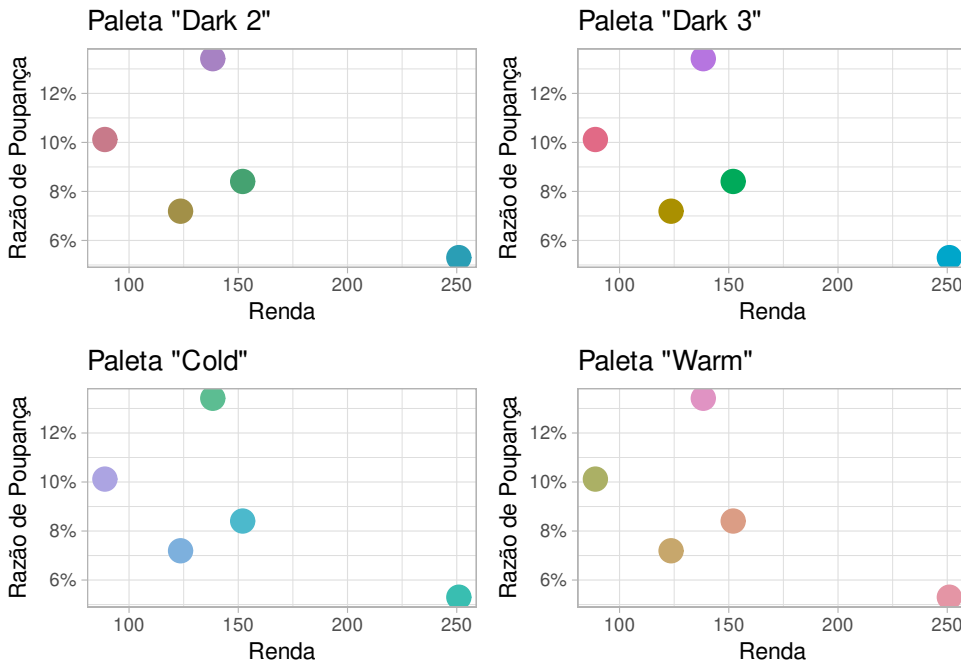 Paleta "Dark 2"
Razão de Poupança
12%
10%
8%
6%
100 150 200 250
Renda
Paleta "Dark 3"
Razão de Poupança
12%
10%
8%
6%
100 150 200 250
Renda
Paleta "Cold"
Razão de Poupança
12%
10%
8%
6%
100 150 200 250
Renda
Paleta "Warm"
Razão de Poupança
12%
10%
8%
6%
100 150 200 250
Renda